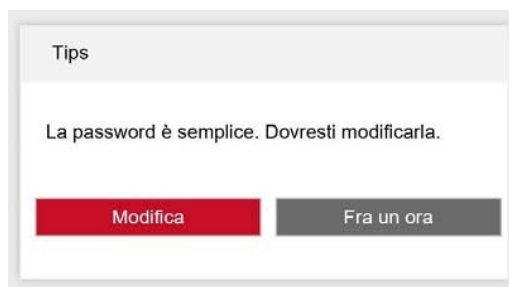 Tips
La password è semplice. Dovresti modificarla.
Modifica
Fra un ora